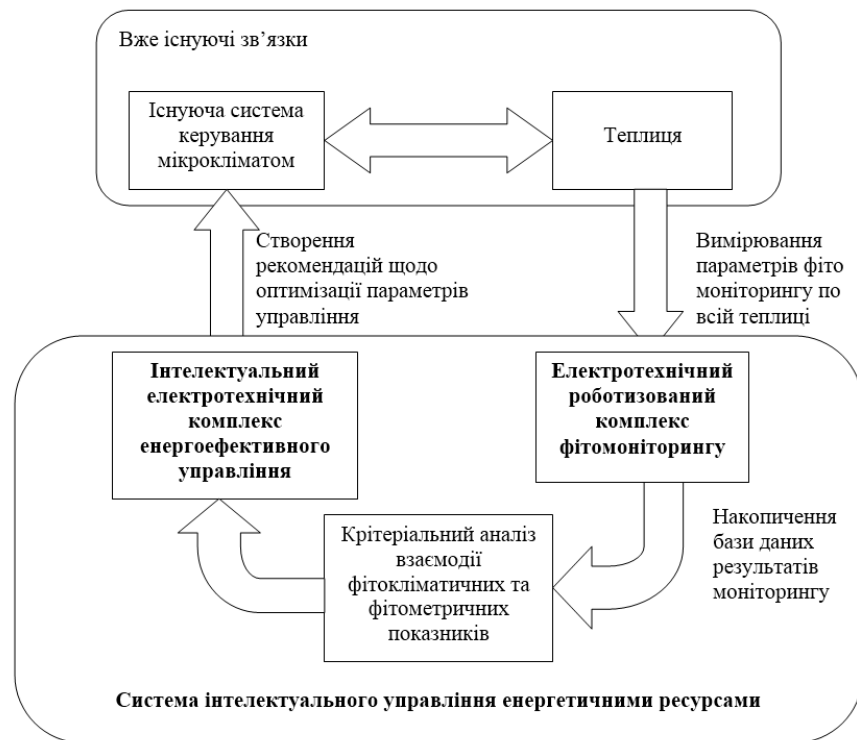 Вже існуючі зв’язки
Існуюча система
керування
мікрокліматом
Теплиця
Створення
рекомендацій щодо
оптимізації параметрів
управління
Вимірювання
параметрів фіто
моніторингу по
всій теплиці
Інтелектуальний
електротехнічний
комплекс
енергоефективного
управління
Електротехнічний
роботизований
комплекс
фітомоніторингу
Крітеріальний аналіз
взаємодії
фітокліматичних та
фітометричних
показників
Накопичення
бази даних
результатів
моніторингу
Система інтелектуального управління енергетичними ресурсами